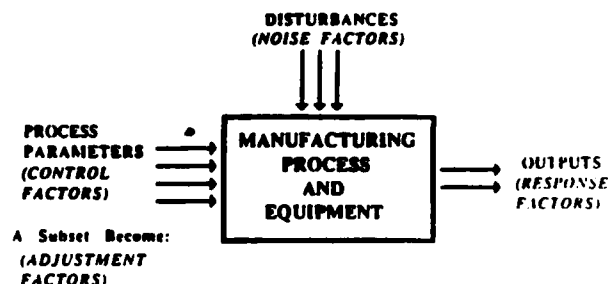 DISTURBANCES
(NOISE FACTORS)
PROCESS
PARAMETERS
(CONTROL
FACTORS)
MANUFACTURING
PROCESS
AND
EQUIPMENT
OUTPUTS
(RESPONSE
FACTORS)
A Subset Become:
(ADJUSTMENT
FACTORS)